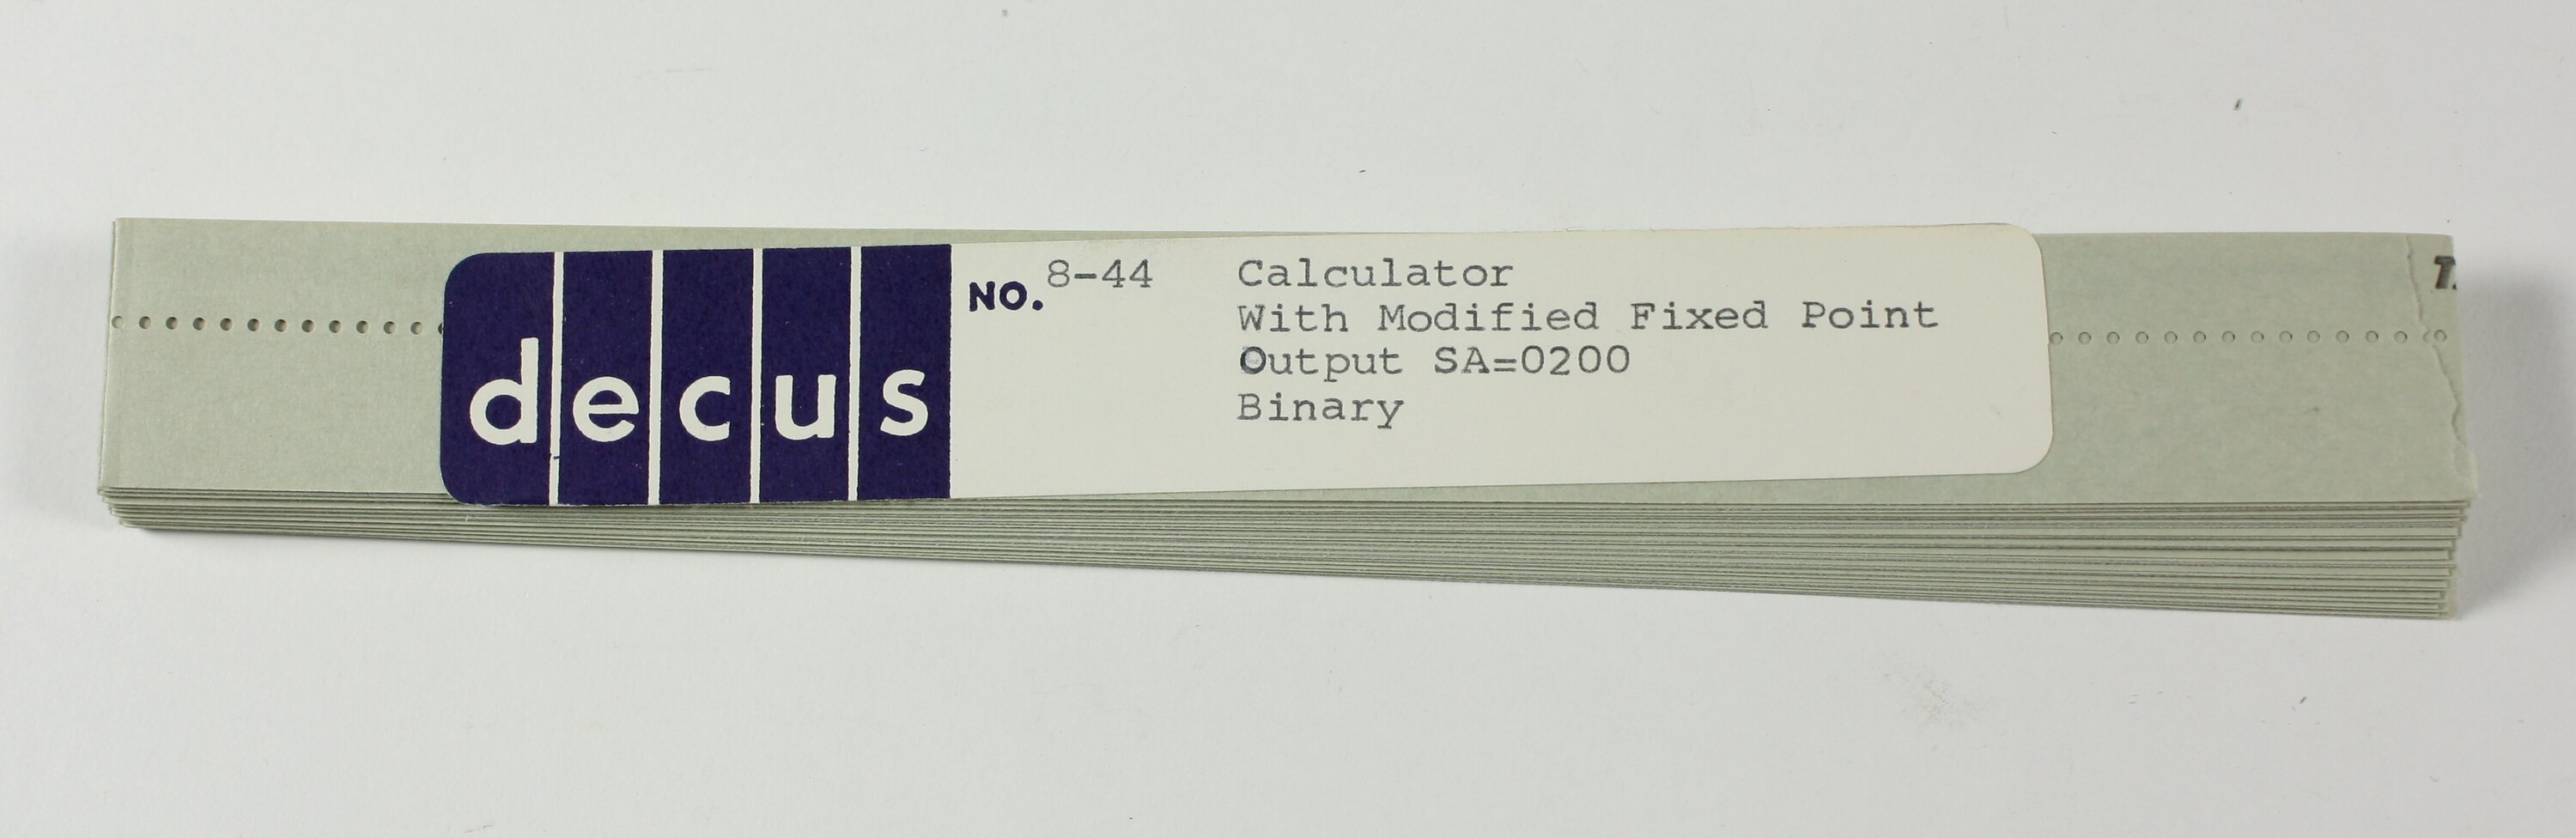 decus
NO. 8-44
Calculator
With Modified Fixed Point
Output SA=0200
Binary